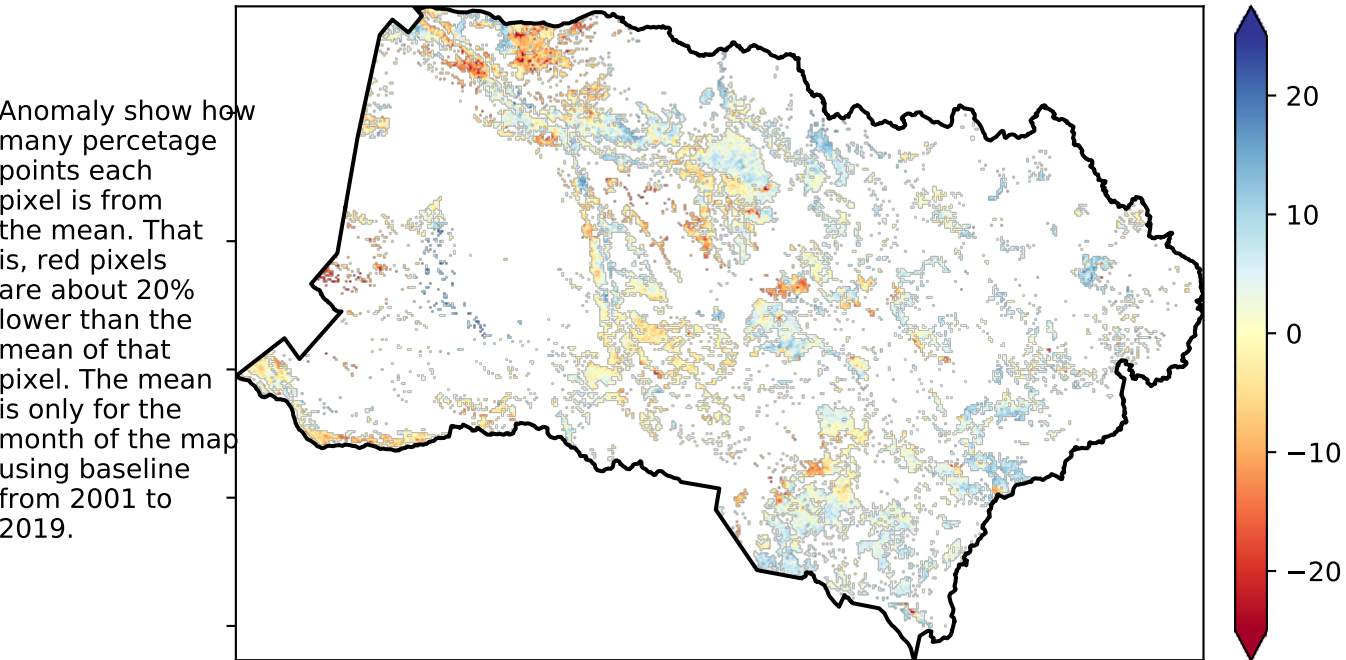 Anomaly show how
many percetage
points each
pixel is from
the mean. That
is, red pixels
are about 20%
lower than the
mean of that
pixel. The mean
is only for the
month of the map
using baseline
from 2001 to
2019.
20
10
0
−10
−20